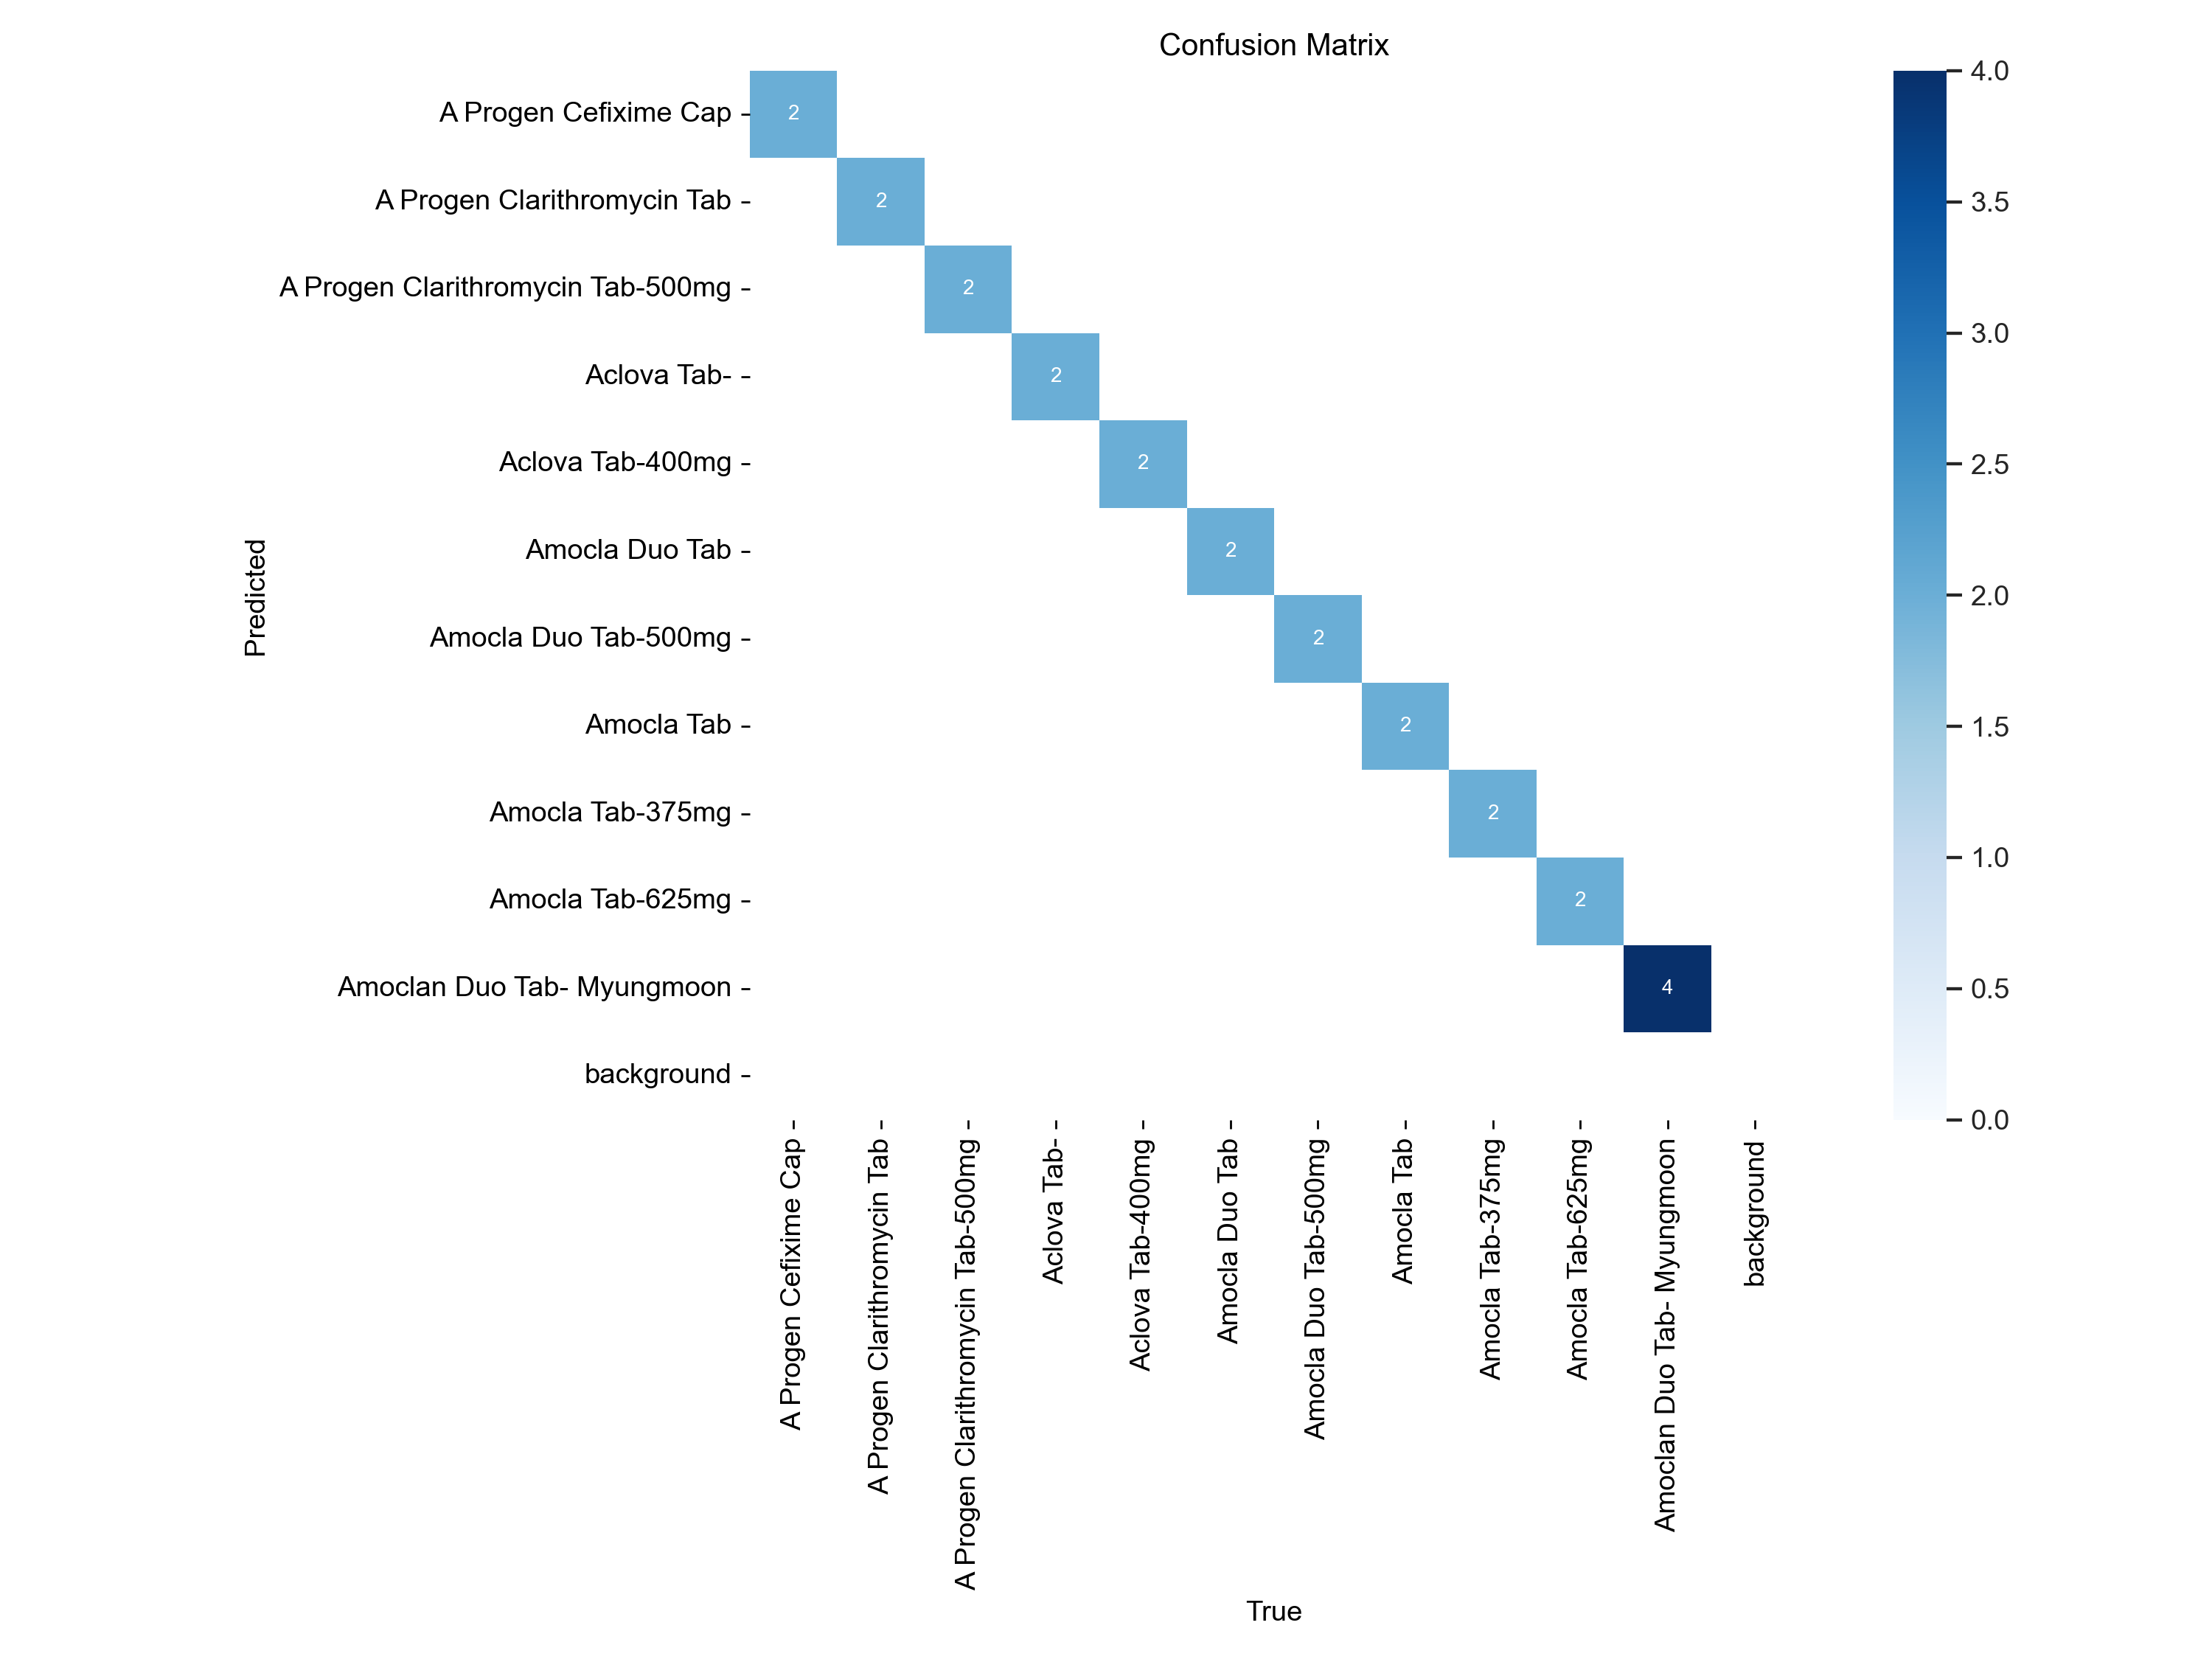 Confusion Matrix
A Progen Cefixime Cap
A Progen Clarithromycin Tab
A Progen Clarithromycin Tab-500mg
Aclova Tab-
Aclova Tab-400mg
Amocla Duo Tab
Amocla Duo Tab-500mg
Amocla Tab
Amocla Tab-375mg
Amocla Tab-625mg
Amoclan Duo Tab- Myungmoon
background
Predicted
2
2
2
2
2
2
2
2
2
2
4
4.0
3.5
3.0
2.5
2.0
1.5
1.0
0.5
0.0
A Progen Cefixime Cap
A Progen Clarithromycin Tab
A Progen Clarithromycin Tab-500mg
Aclova Tab-
Aclova Tab-400mg
Amocla Duo Tab
Amocla Duo Tab-500mg
Amocla Tab
Amocla Tab-375mg
Amocla Tab-625mg
Amoclan Duo Tab- Myungmoon
background
True